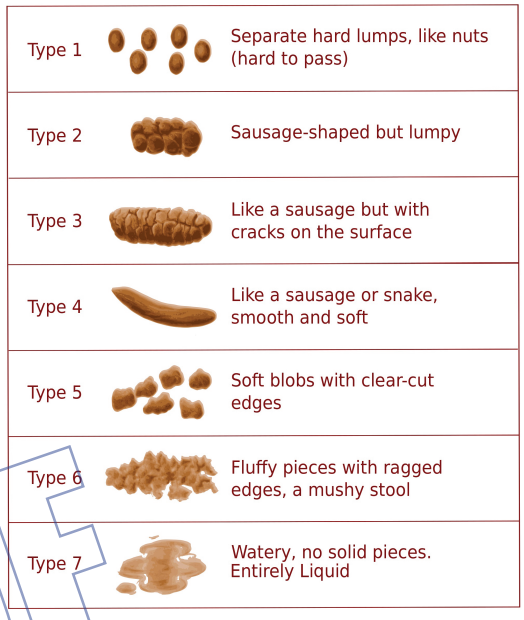 Type 1
Separate hard lumps, like nuts
(hard to pass)
Type 2
Sausage-shaped but lumpy
Type 3
Like a sausage but with
cracks on the surface
Type 4
Like a sausage or snake,
smooth and soft
Type 5
Soft blobs with clear-cut
edges
Type 6
Fluffy pieces with ragged
edges, a mushy stool
Type 7
Watery, no solid pieces.
Entirely Liquid